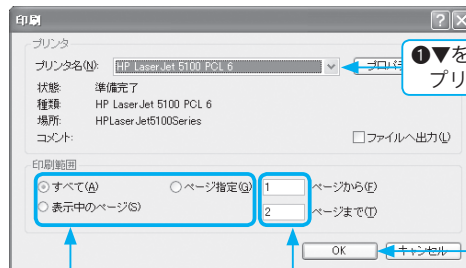 印刷
プリンタ
プリンタ名(N): HP LaserJet 5100 PCL 6
❶▼を
プリ
状態: 準備完了
種類: HP LaserJet 5100 PCL 6
場所: HPLaserJet5100Series
コメント: ファイルへ出力(L)
印刷範囲
すべて(A) ページ指定(G) 1 ページから(F)
表示中のページ(S) 2 ページまで(T)
OK キャンセル